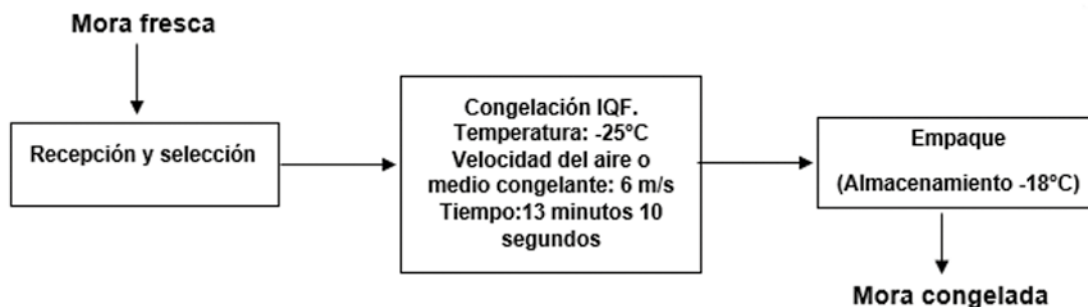 Mora fresca
Recepción y selección
Congelación IQF.
Temperatura: -25°C
Velocidad del aire o
medio congelante: 6 m/s
Tiempo:13 minutos 10
segundos
Empaque
(Almacenamiento -18°C)
Mora congelada